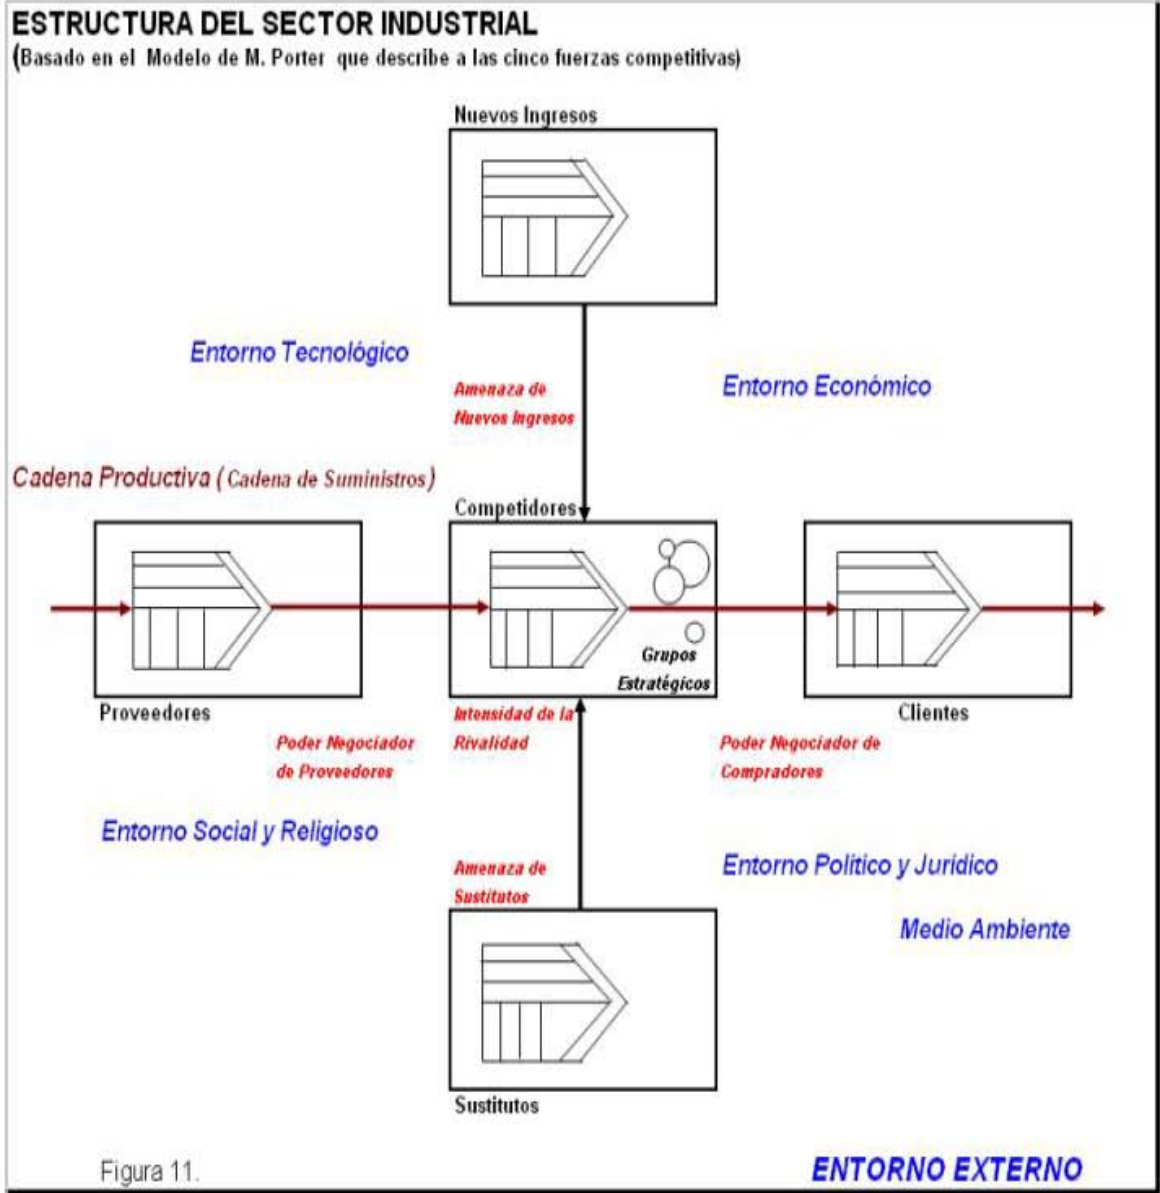 ESTRUCTURA DEL SECTOR INDUSTRIAL
(Basado en el Modelo de M. Porter que describe a las cinco fuerzas competitivas)
Nuevos Ingresos
Entorno Tecnológico
Entorno Económico
Amenaza de
Nuevos Ingresos
Cadena Productiva (Cadena de Suministros)
Competidores
Grupos
Estratégicos
Proveedores
Intensidad de la
Rivalidad
Clientes
Poder Negociador
de Proveedores
Poder Negociador de
Compradores
Entorno Social y Religioso
Amenaza de
Sustitutos
Entorno Político y Jurídico
Medio Ambiente
Sustitutos
Figura 11.
ENTORNO EXTERNO